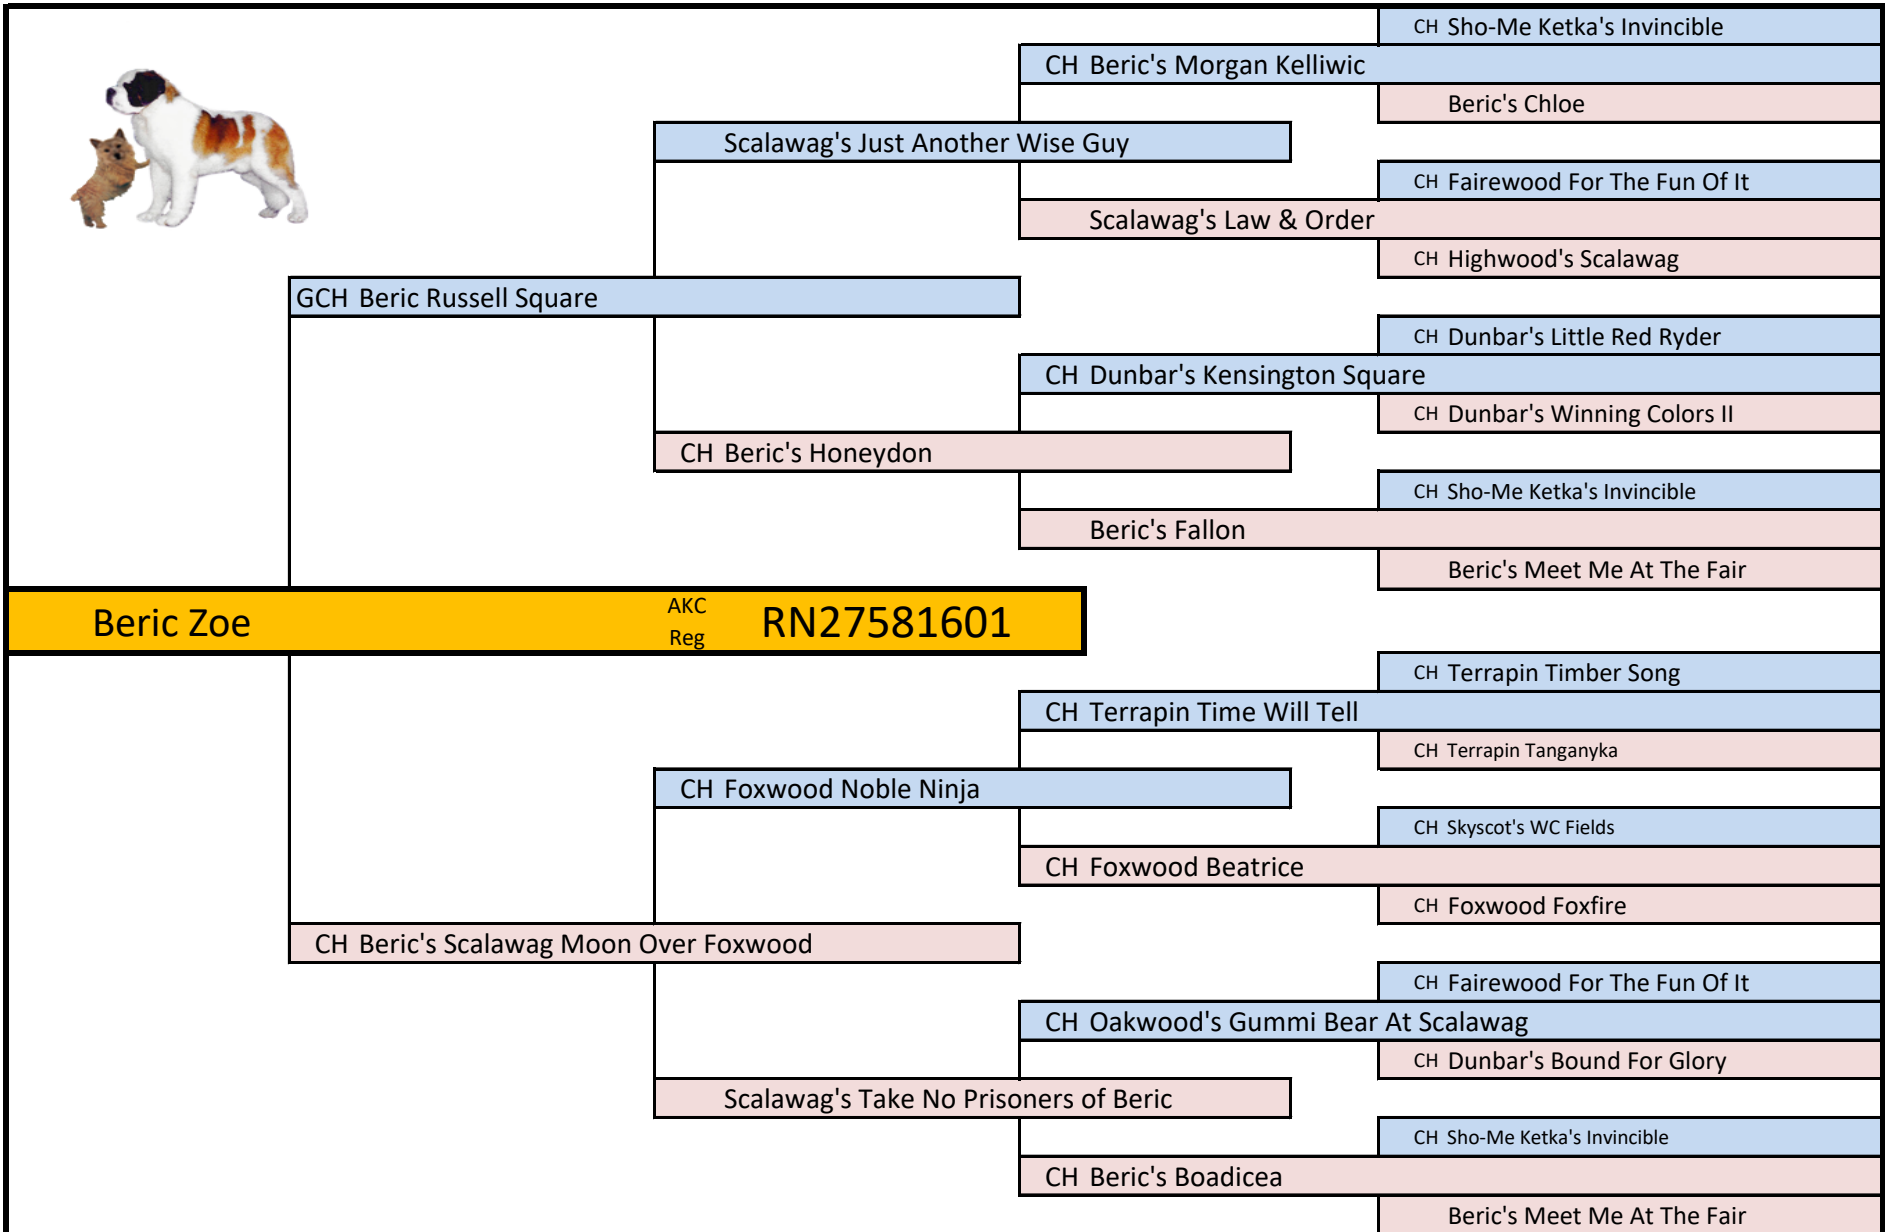 CH Sho-Me Ketka's Invincible
CH Beric's Morgan Kelliwic
Beric's Chloe
Scalawag's Just Another Wise Guy
CH Fairewood For The Fun Of It
Scalawag's Law & Order
CH Highwood's Scalawag
GCH Beric Russell Square
CH Dunbar's Little Red Ryder
CH Dunbar's Kensington Square
CH Dunbar's Winning Colors II
CH Beric's Honeydon
CH Sho-Me Ketka's Invincible
Beric's Fallon
Beric's Meet Me At The Fair
Beric Zoe AKC Reg RN27581601
CH Terrapin Timber Song
CH Terrapin Time Will Tell
CH Terrapin Tanganyka
CH Foxwood Noble Ninja
CH Skyscot's WC Fields
CH Foxwood Beatrice
CH Foxwood Foxfire
CH Beric's Scalawag Moon Over Foxwood
CH Fairewood For The Fun Of It
CH Oakwood's Gummi Bear At Scalawag
CH Dunbar's Bound For Glory
Scalawag's Take No Prisoners of Beric
CH Sho-Me Ketka's Invincible
CH Beric's Boadicea
Beric's Meet Me At The Fair